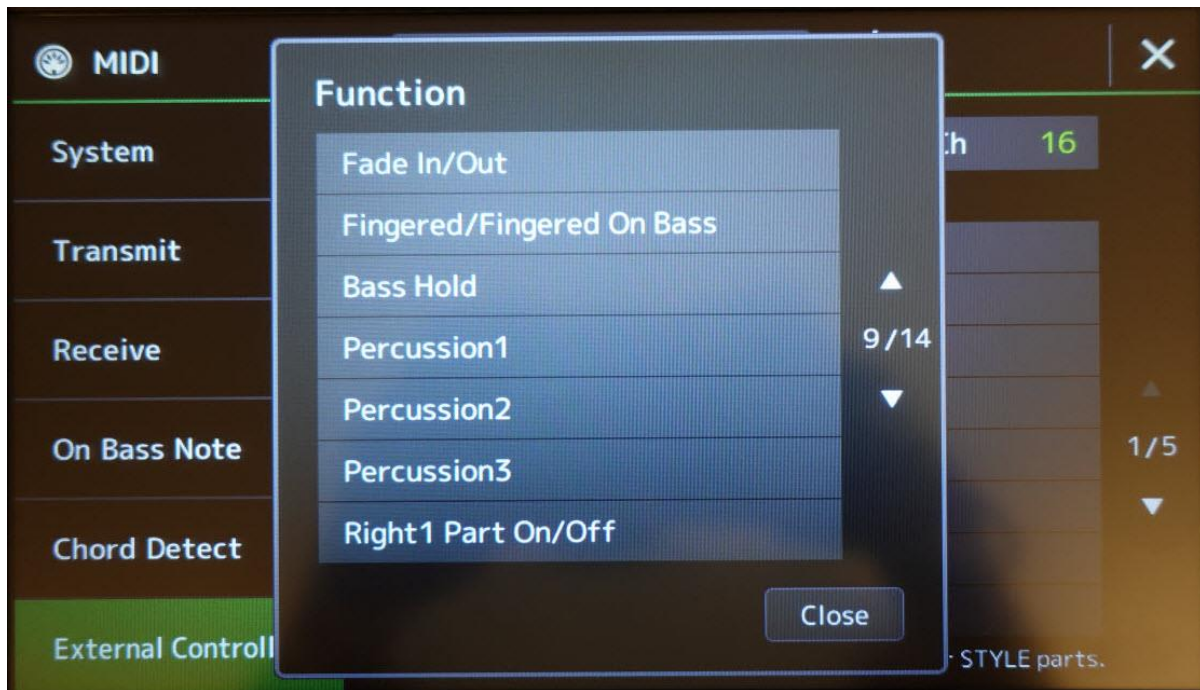 MIDI
Function
System
Fade In/Out
16
Fingered/Fingered On Bass
Transmit
Bass Hold
Receive
Percussion1
9/14
Percussion2
On Bass Note
1/5
Percussion3
Chord Detect
Right1 Part On/Off
Close
External Controll
STYLE parts.